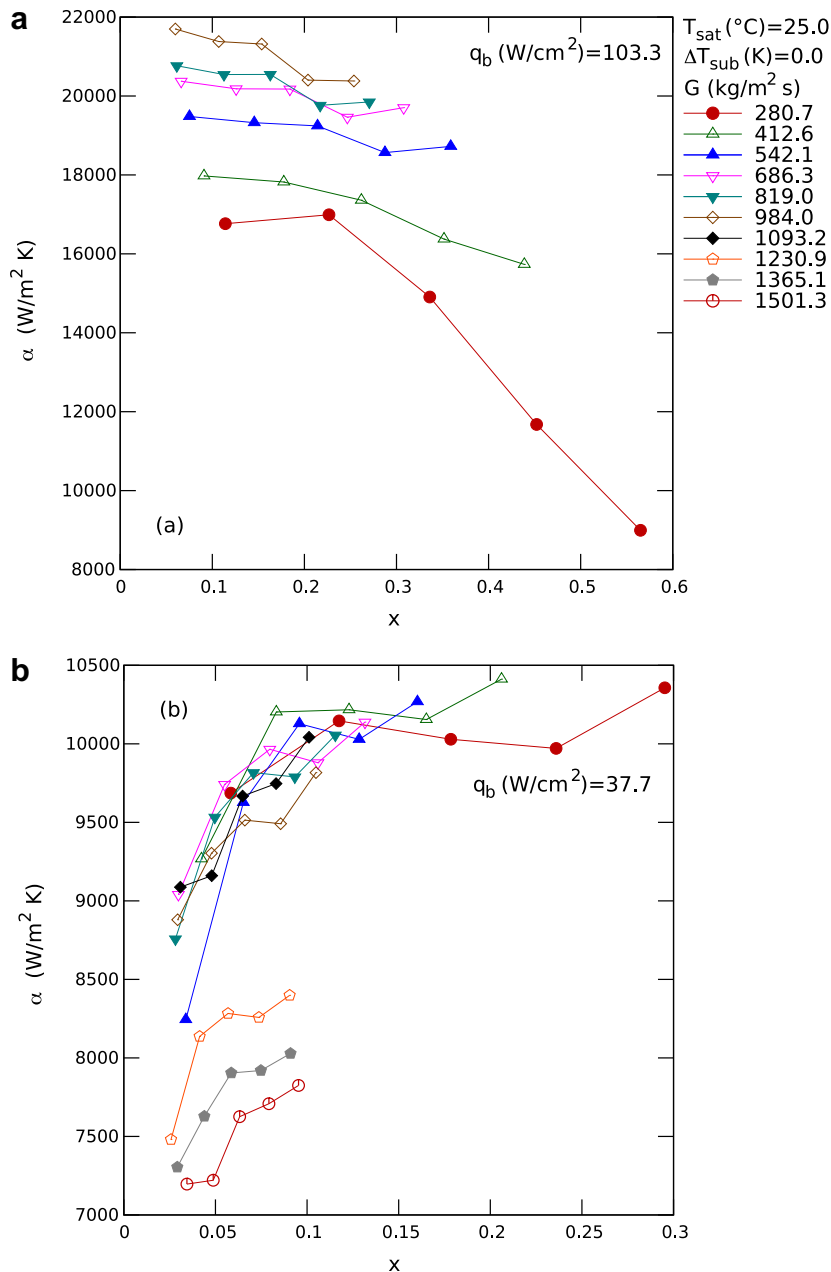 a
22000
20000
18000
16000
14000
12000
10000
8000
α (W/m² K)
q_b (W/cm²)=103.3
(a)
0 0.1 0.2 0.3 0.4 0.5 0.6
x
T_sat (°C)=25.0
ΔT_sub (K)=0.0
G (kg/m² s)
280.7
412.6
542.1
686.3
819.0
984.0
1093.2
1230.9
1365.1
1501.3
b
10500
10000
9500
9000
8500
8000
7500
7000
α (W/m² K)
(b)
q_b (W/cm²)=37.7
0 0.05 0.1 0.15 0.2 0.25 0.3
x